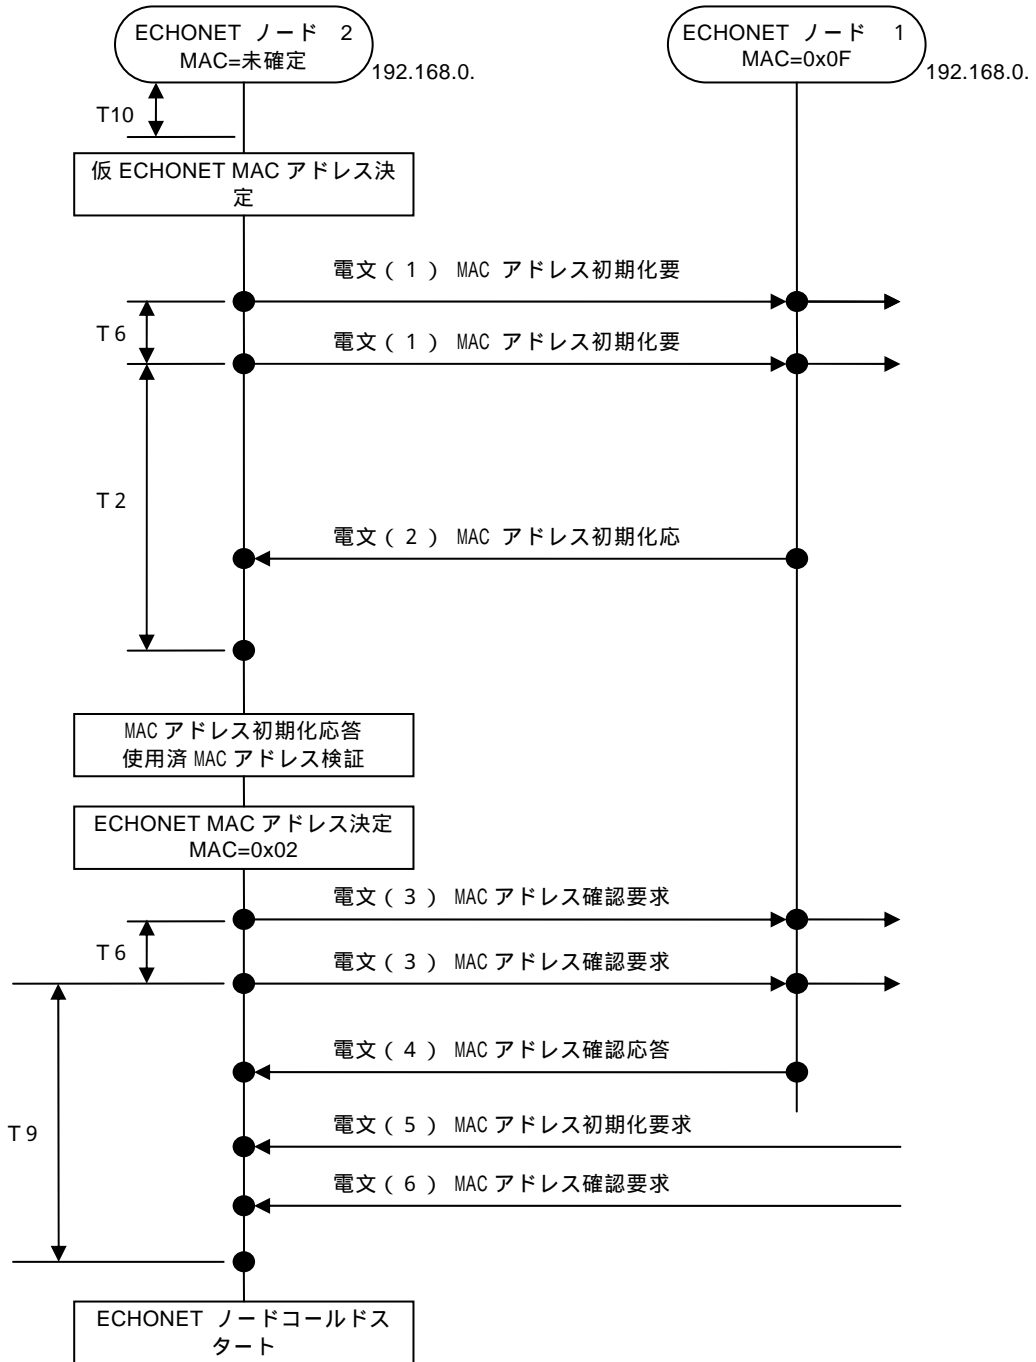 ECHONET ノード 2
MAC=未確定
192.168.0.
ECHONET ノード 1
MAC=0x0F
192.168.0.
T10
仮 ECHONET MAC アドレス決
定
電文（１） MAC アドレス初期化要
T6
電文（１） MAC アドレス初期化要
T2
電文（２） MAC アドレス初期化応
MAC アドレス初期化応答
使用済 MAC アドレス検証
ECHONET MAC アドレス決定
MAC=0x02
電文（３） MAC アドレス確認要求
T6
電文（３） MAC アドレス確認要求
電文（４） MAC アドレス確認応答
T9
電文（５） MAC アドレス初期化要求
電文（６） MAC アドレス確認要求
ECHONET ノードコールドス
タート